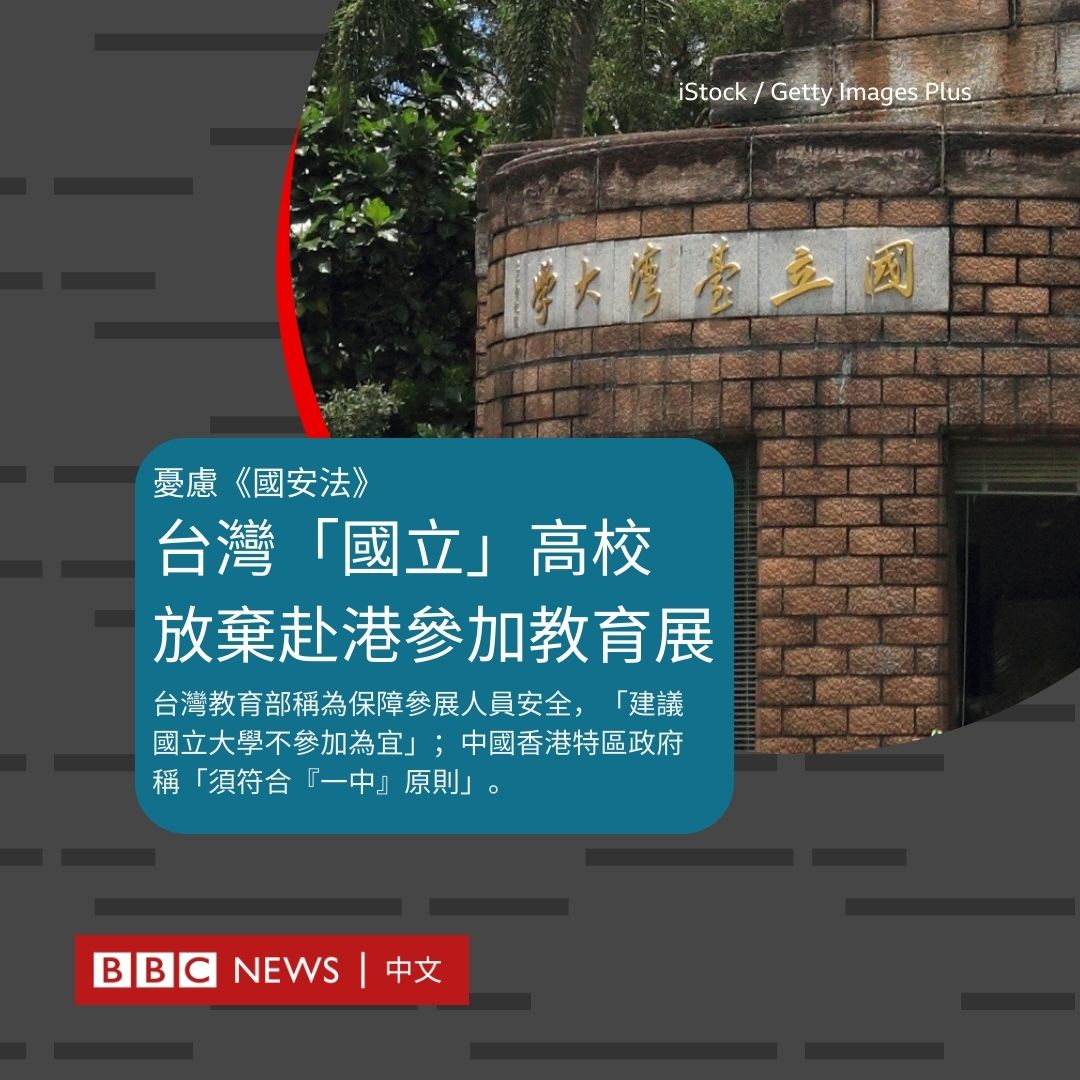 iStock / Getty Images Plus
國立臺灣大學
憂慮《國安法》
台灣「國立」高校
放棄赴港參加教育展
台灣教育部稱為保障參展人員安全，「建議
國立大學不參加為宜」；中國香港特區政府
稱「須符合『一中』原則」。
BBC NEWS | 中文